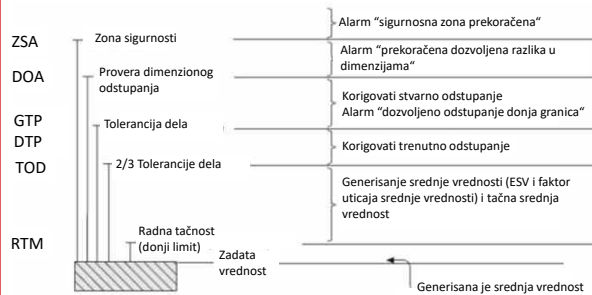 ZSA
DOA
GTP
DTP
TOD
RTM
Zona sigurnosti
Provera dimenzionog
odstupanja
Tolerancija dela
2/3 Tolerancije dela
Radna tačnost
(donji limit)
Zadata
vrednost
Alarm “sigurnosna zona prekoračena“
Alarm “prekoračena dozvoljena razlika u
dimenzijama“
Korigovati stvarno odstupanje
Alarm “dozvoljeno odstupanje donja granica“
Korigovati trenutno odstupanje
Generisanje srednje vrednosti (ESV i faktor
uticaja srednje vrednosti) i tačna srednja
vrednost
Generisana je srednja vrednost